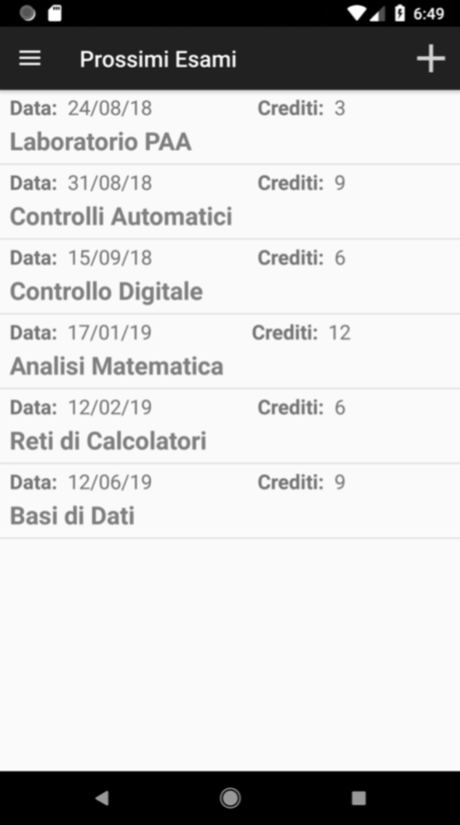 6:49
Prossimi Esami
Data: 24/08/18 Crediti: 3
Laboratorio PAA
Data: 31/08/18 Crediti: 9
Controlli Automatici
Data: 15/09/18 Crediti: 6
Controllo Digitale
Data: 17/01/19 Crediti: 12
Analisi Matematica
Data: 12/02/19 Crediti: 6
Reti di Calcolatori
Data: 12/06/19 Crediti: 9
Basi di Dati